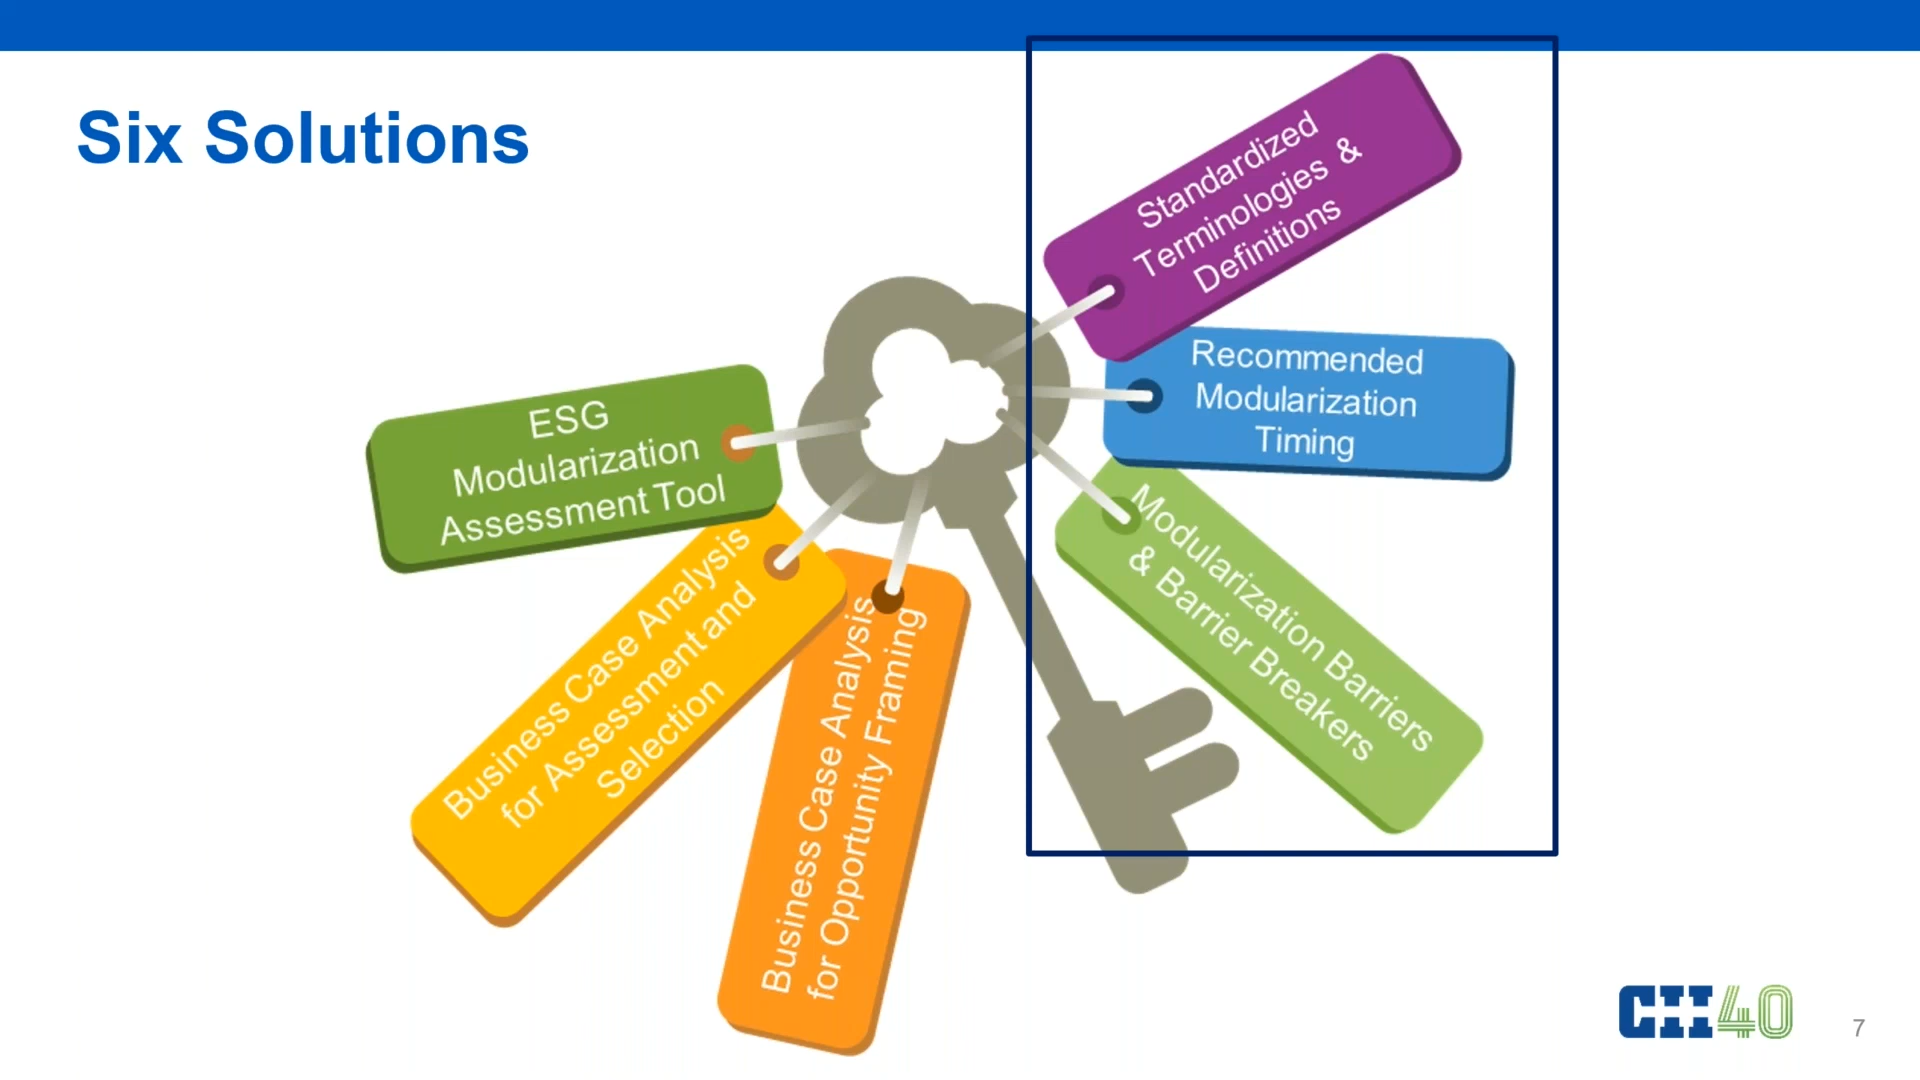 Six Solutions
Standardized
Terminologies &
Definitions
Recommended
Modularization
Timing
Modularization Barriers
& Barrier Breakers
Business Case Analysis
for Opportunity Framing
Business Case Analysis
for Assessment and
Selection
ESG
Modularization
Assessment Tool
CII40
7